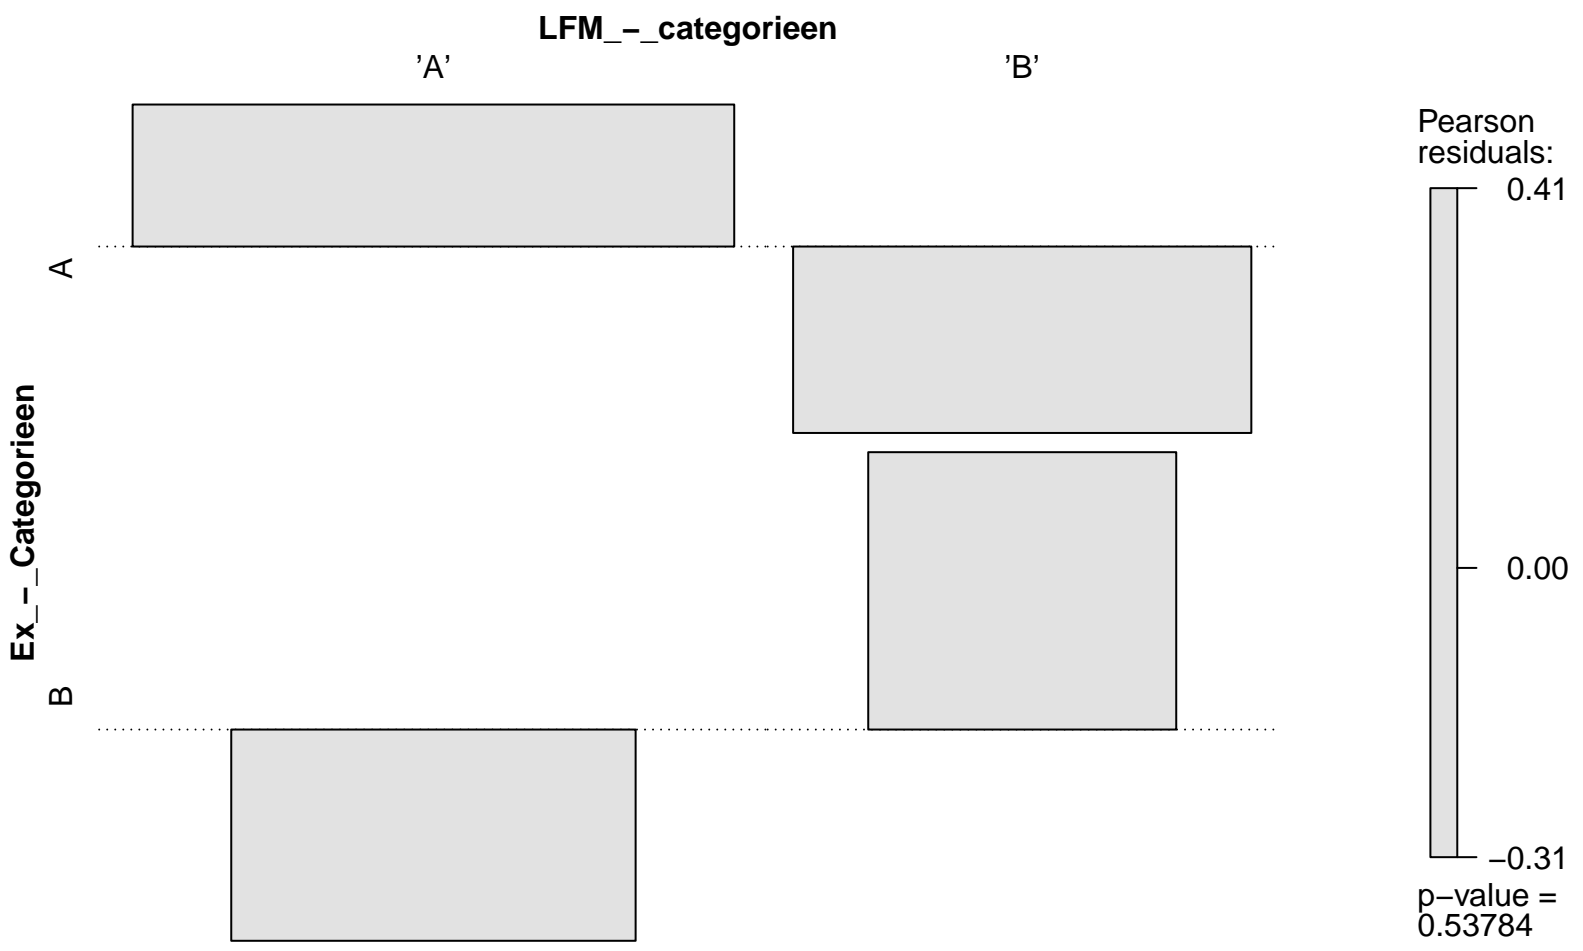 LFM_−_categorieen
’A’ ’B’
Ex_−_Categorieen
A
B
Pearson
residuals:
0.41
0.00
−0.31
p−value =
0.53784